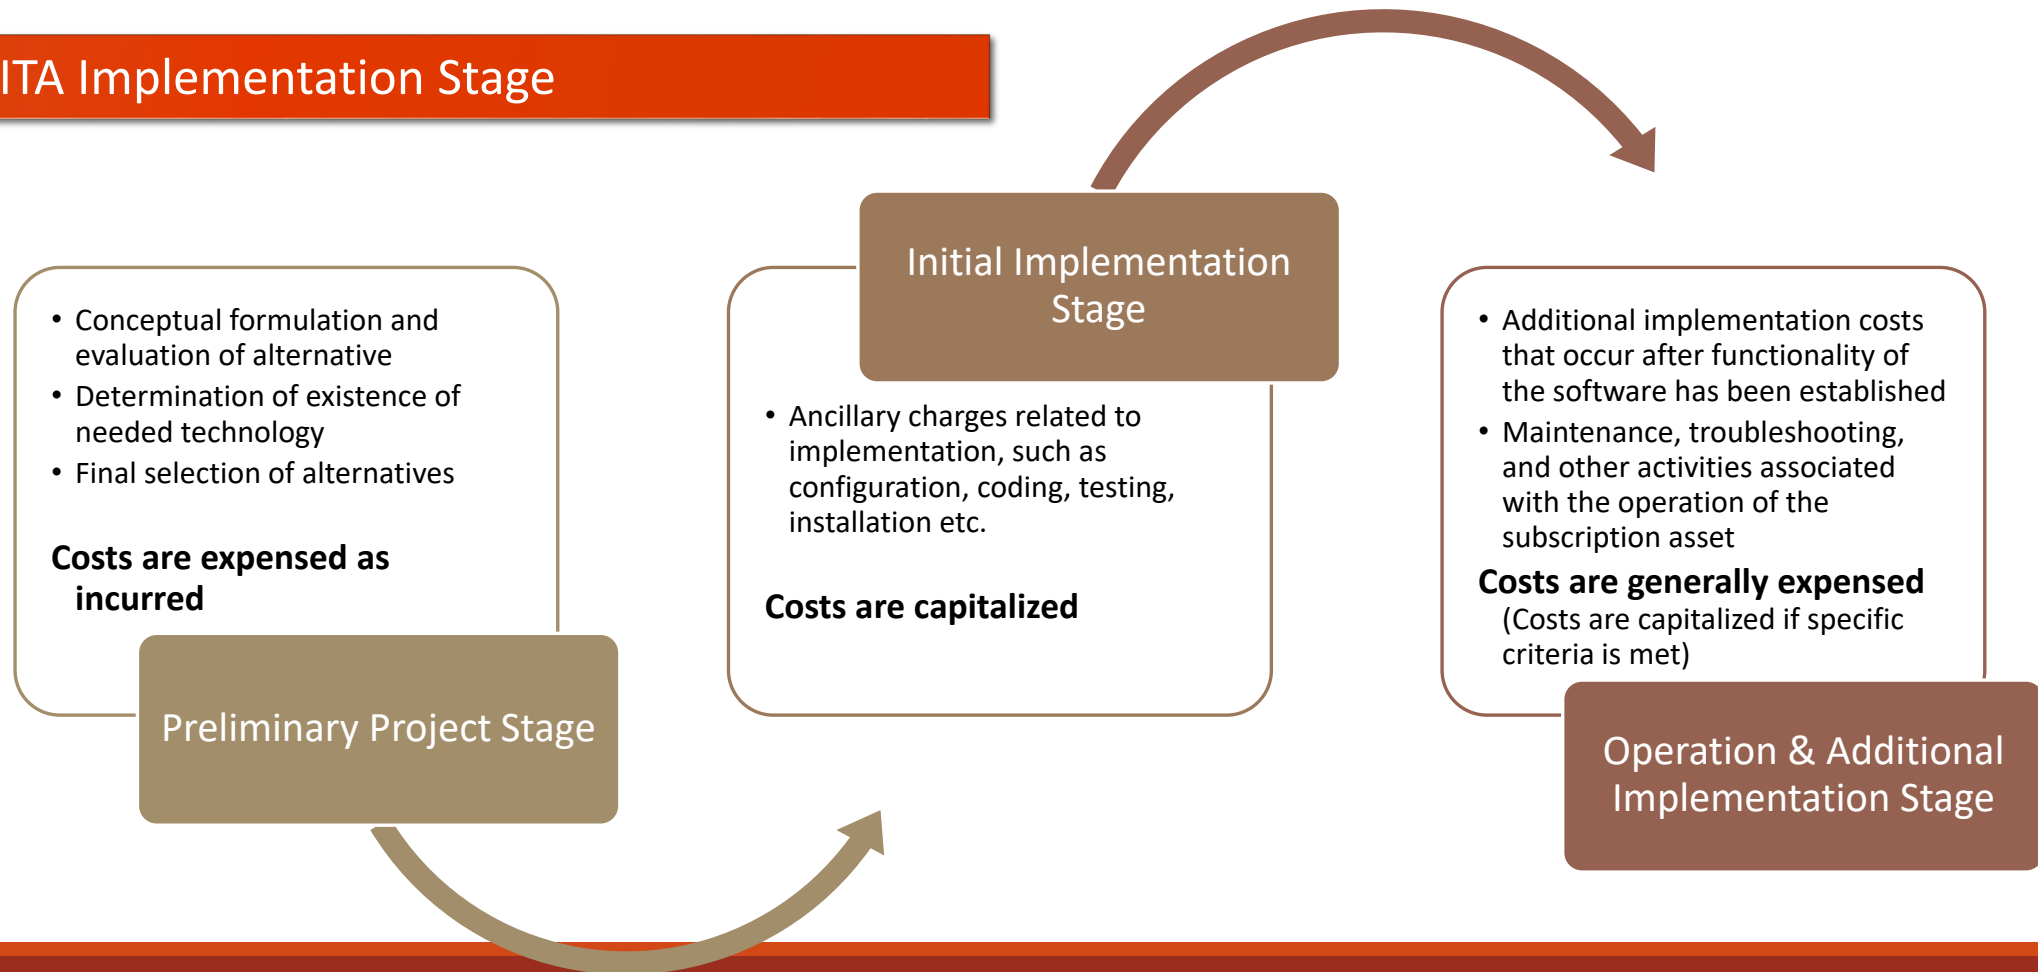 ITA Implementation Stage
• Conceptual formulation and
evaluation of alternative
• Determination of existence of
needed technology
• Final selection of alternatives
Costs are expensed as
incurred
Preliminary Project Stage
Initial Implementation
Stage
• Ancillary charges related to
implementation, such as
configuration, coding, testing,
installation etc.
Costs are capitalized
• Additional implementation costs
that occur after functionality of
the software has been established
• Maintenance, troubleshooting,
and other activities associated
with the operation of the
subscription asset
Costs are generally expensed
(Costs are capitalized if specific
criteria is met)
Operation & Additional
Implementation Stage